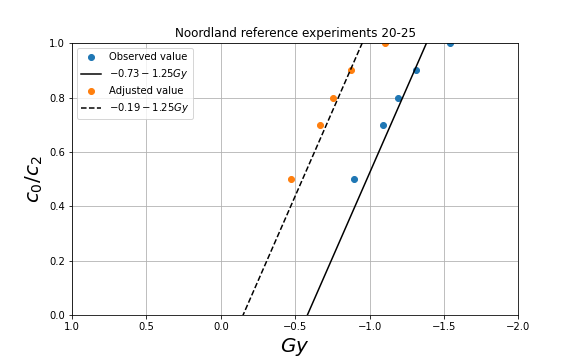 Noordland reference experiments 20-25
Observed value
−0.73 − 1.25Gy
Adjusted value
−0.19 − 1.25Gy
1.0
0.8
0.6
0.4
0.2
0.0
c₀/c₂
1.0 0.5 0.0 −0.5 −1.0 −1.5 −2.0
Gy